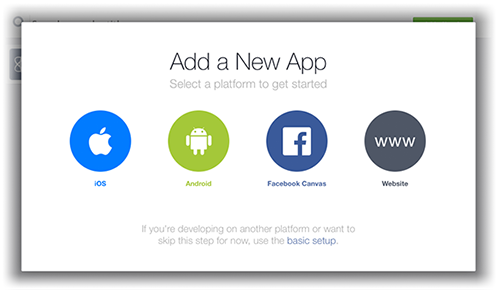 Add a New App
Select a platform to get started
www
iOS
Android
Facebook Canvas
Website
If you're developing on another platform or want to
skip this step for now, use the basic setup.